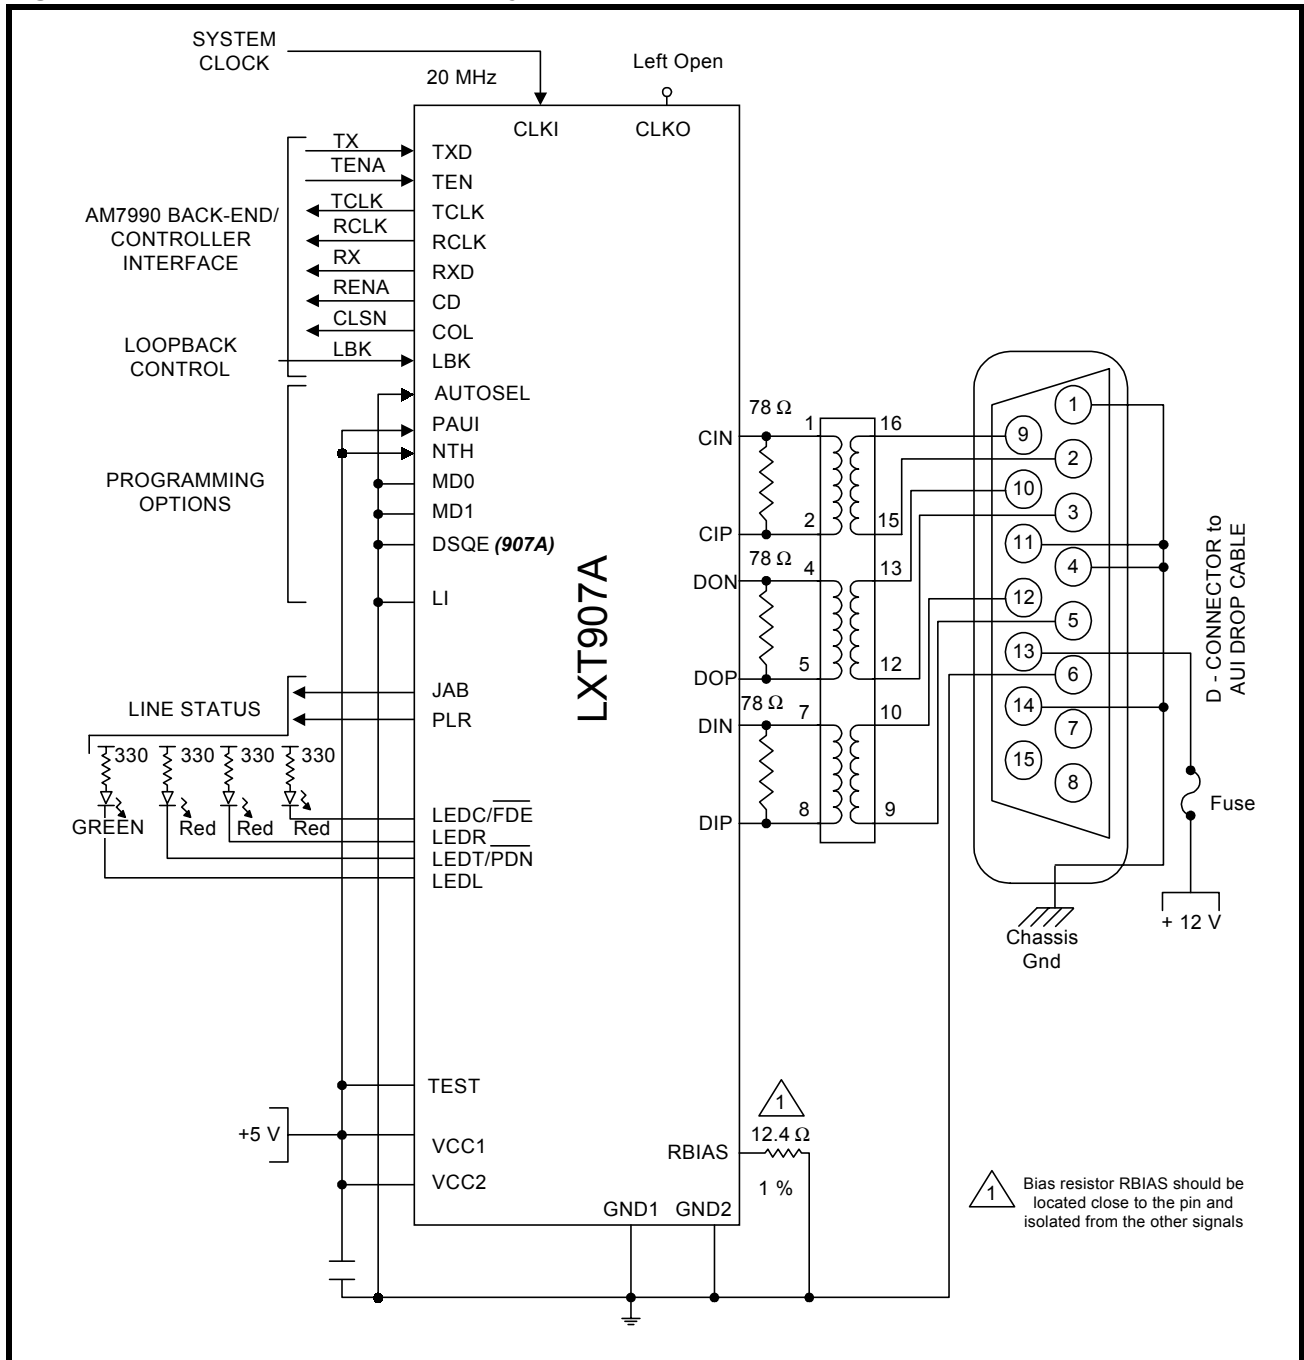 SYSTEM
CLOCK
20 MHz
Left Open
CLKI
CLKO
AM7990 BACK-END/
CONTROLLER
INTERFACE
TX
TENA
TCLK
RCLK
RX
RENA
CLSN
LBK
LOOPBACK
CONTROL
PROGRAMMING
OPTIONS
TXD
TEN
TCLK
RCLK
RXD
CD
COL
LBK
AUTOSEL
PAUI
NTH
MD0
MD1
DSQE (907A)
LI
LINE STATUS
JAB
PLR
330
330
330
330
GREEN
Red
Red
Red
LEDC/FDE
LEDR
LEDT/PDN
LEDL
TEST
+5 V
VCC1
VCC2
LXT907A
CIN
CIP
DON
DOP
DIN
DIP
78 Ω
78 Ω
78 Ω
1
16
2
15
4
13
5
12
7
10
8
9
1
9
2
10
3
11
4
12
5
13
6
14
7
15
8
D - CONNECTOR to
AUI DROP CABLE
Fuse
+ 12 V
Chassis
Gnd
RBIAS
1
12.4 Ω
1 %
GND1
GND2
1
Bias resistor RBIAS should be
located close to the pin and
isolated from the other signals